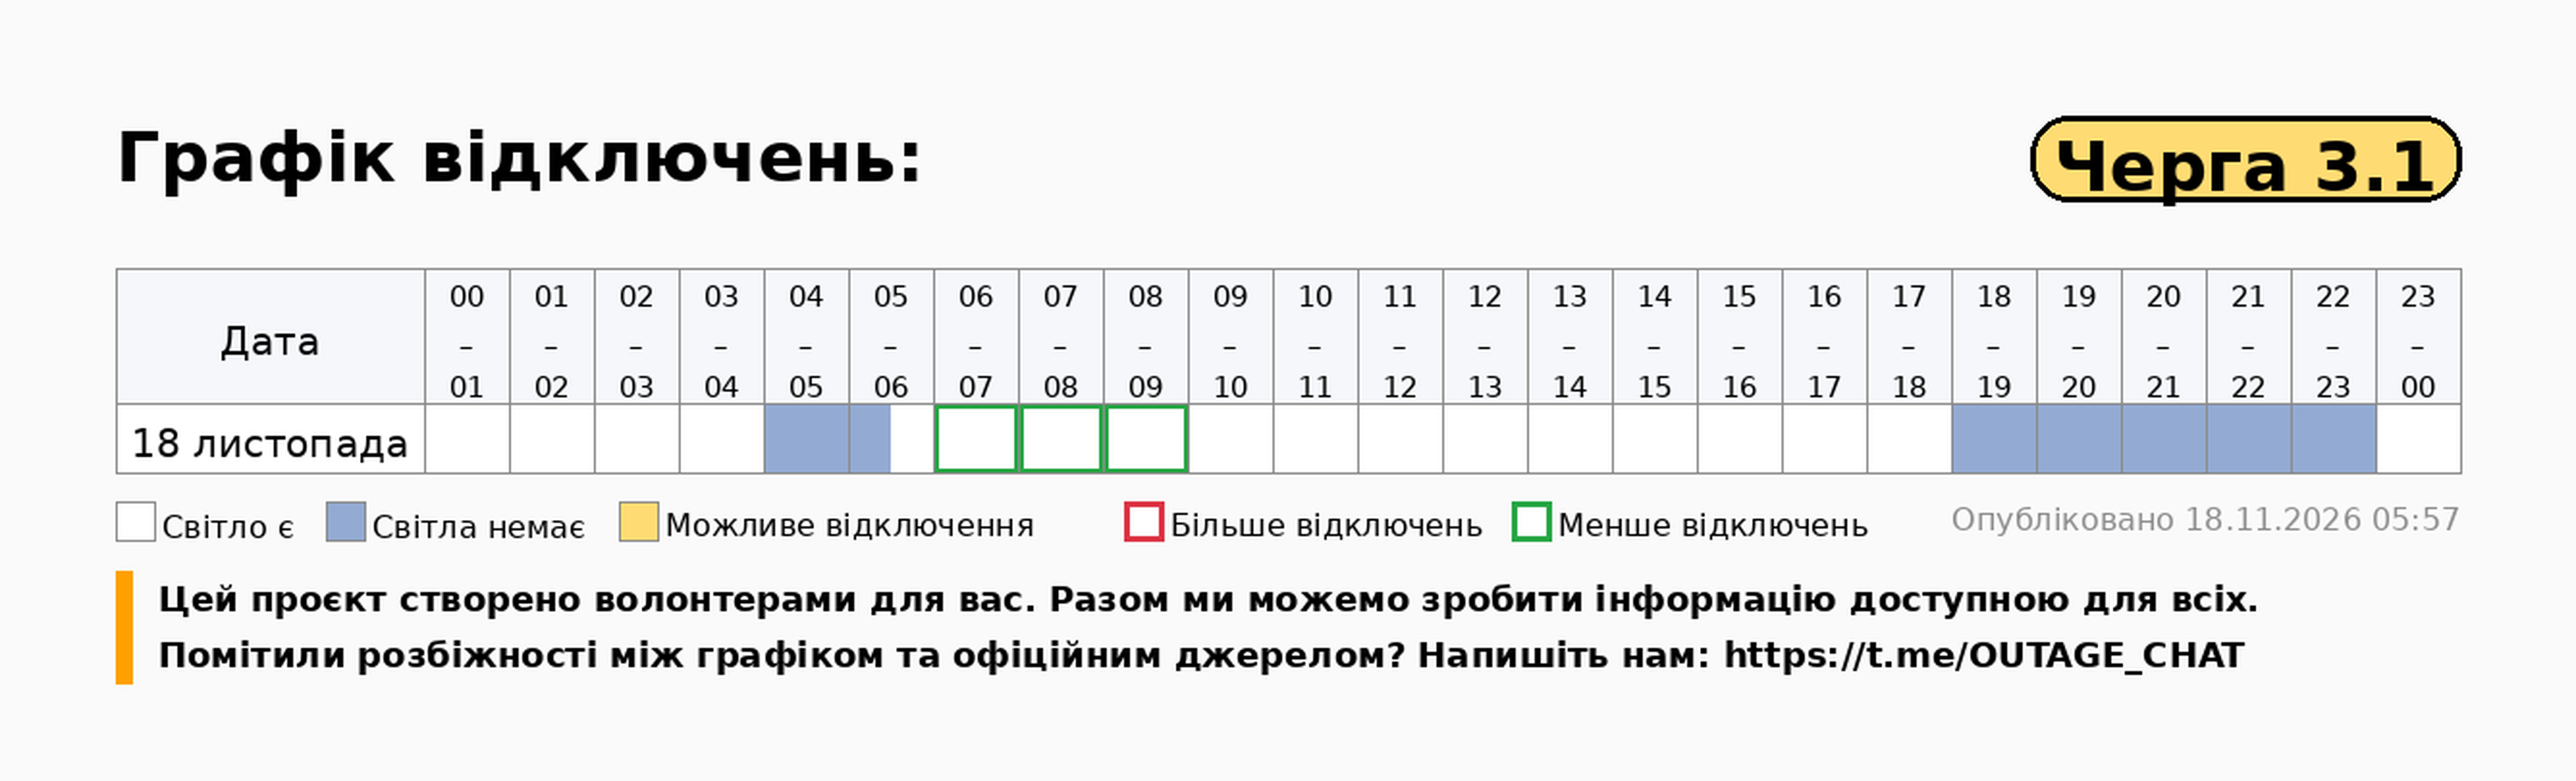 Графік відключень:
Черга 3.1
Дата 00 – 01 01 – 02 02 – 03 03 – 04 04 – 05 05 – 06 06 – 07 07 – 08 08 – 09 09 – 10 10 – 11 11 – 12 12 – 13 13 – 14 14 – 15 15 – 16 16 – 17 17 – 18 18 – 19 19 – 20 20 – 21 21 – 22 22 – 23 23 – 00
18 листопада
Світло є Світла немає Можливе відключення Більше відключень Менше відключень Опубліковано 18.11.2026 05:57
Цей проєкт створено волонтерами для вас. Разом ми можемо зробити інформацію доступною для всіх.
Помітили розбіжності між графіком та офіційним джерелом? Напишіть нам: https://t.me/OUTAGE_CHAT